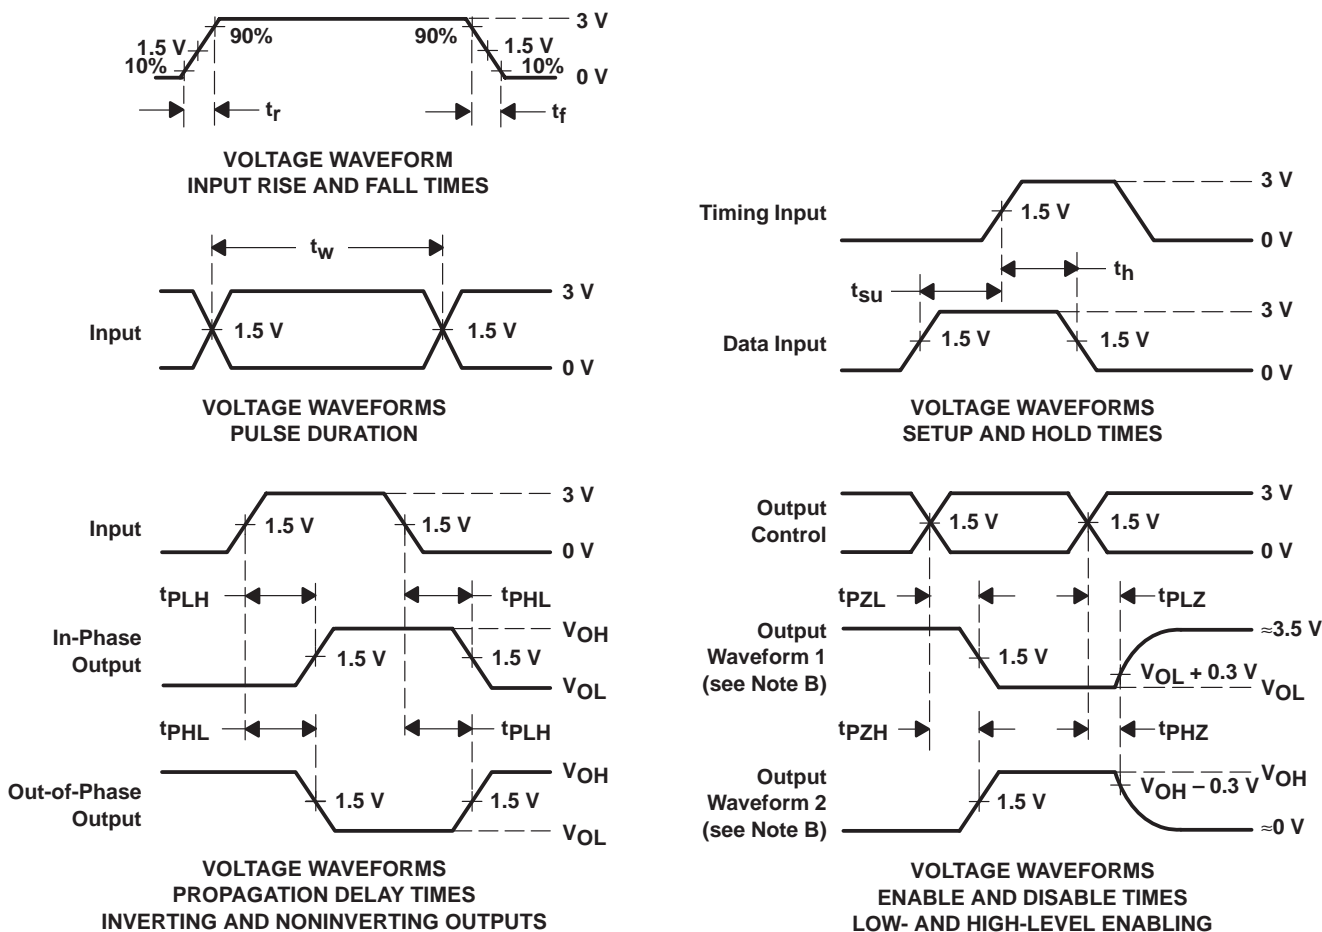 3 V
90%
90%
1.5 V
1.5 V
10%
10%
0 V
tr
tf
VOLTAGE WAVEFORM
INPUT RISE AND FALL TIMES
tw
3 V
Input
1.5 V
1.5 V
0 V
VOLTAGE WAVEFORMS
PULSE DURATION
3 V
Timing Input
1.5 V
0 V
th
tsu
3 V
Data Input
1.5 V
1.5 V
0 V
VOLTAGE WAVEFORMS
SETUP AND HOLD TIMES
3 V
Input
1.5 V
1.5 V
0 V
tPLH
tPHL
In-Phase
Output
VOH
1.5 V
1.5 V
VOL
tPHL
tPLH
Out-of-Phase
Output
VOH
1.5 V
1.5 V
VOL
VOLTAGE WAVEFORMS
PROPAGATION DELAY TIMES
INVERTING AND NONINVERTING OUTPUTS
Output
Control
3 V
1.5 V
1.5 V
0 V
tPZL
tPLZ
Output
Waveform 1
(see Note B)
≈3.5 V
1.5 V
VOL + 0.3 V
VOL
tPZH
tPHZ
Output
Waveform 2
(see Note B)
VOH
1.5 V
VOH – 0.3 V
≈0 V
VOLTAGE WAVEFORMS
ENABLE AND DISABLE TIMES
LOW- AND HIGH-LEVEL ENABLING